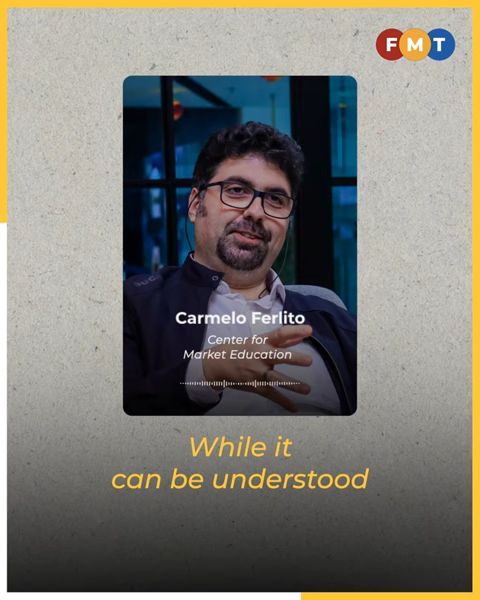 FMT
Carmelo Ferlito
Center for
Market Education
While it
can be understood